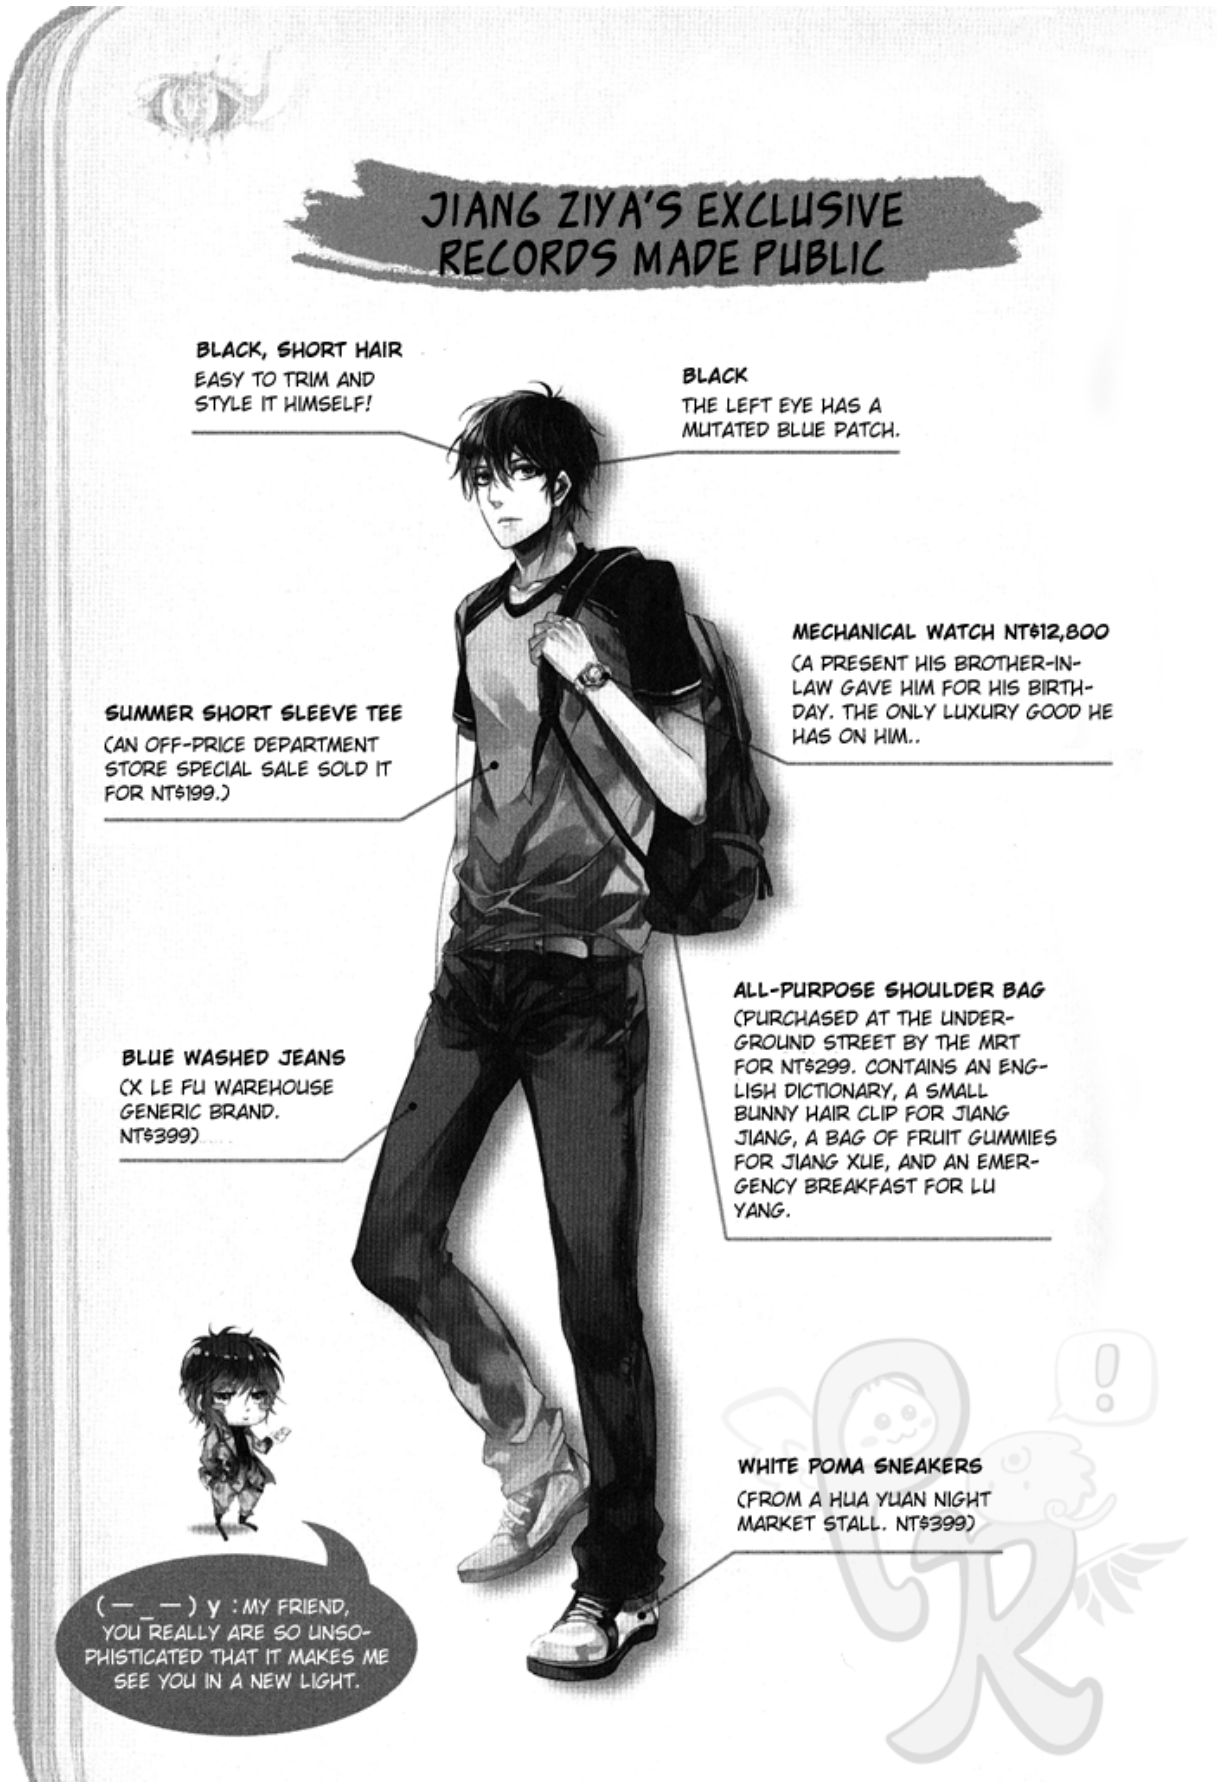 JIANG ZIYA'S EXCLUSIVE
RECORDS MADE PUBLIC
BLACK, SHORT HAIR
EASY TO TRIM AND
STYLE IT HIMSELF!
BLACK
THE LEFT EYE HAS A
MUTATED BLUE PATCH.
MECHANICAL WATCH NT$12,800
(A PRESENT HIS BROTHER-IN-
LAW GAVE HIM FOR HIS BIRTH-
DAY. THE ONLY LUXURY GOOD HE
HAS ON HIM..
SUMMER SHORT SLEEVE TEE
(AN OFF-PRICE DEPARTMENT
STORE SPECIAL SALE SOLD IT
FOR NT$199.)
ALL-PURPOSE SHOULDER BAG
(PURCHASED AT THE UNDER-
GROUND STREET BY THE MRT
FOR NT$299. CONTAINS AN ENG-
LISH DICTIONARY, A SMALL
BUNNY HAIR CLIP FOR JIANG
JIANG, A BAG OF FRUIT GUMMIES
FOR JIANG XUE, AND AN EMER-
GENCY BREAKFAST FOR LU
YANG.
BLUE WASHED JEANS
(X LE FU WAREHOUSE
GENERIC BRAND.
NT$399)
WHITE POMA SNEAKERS
(FROM A HUA YUAN NIGHT
MARKET STALL. NT$399)
(—_—) y :MY FRIEND,
YOU REALLY ARE SO UNSO-
PHISTICATED THAT IT MAKES ME
SEE YOU IN A NEW LIGHT.
PR
!